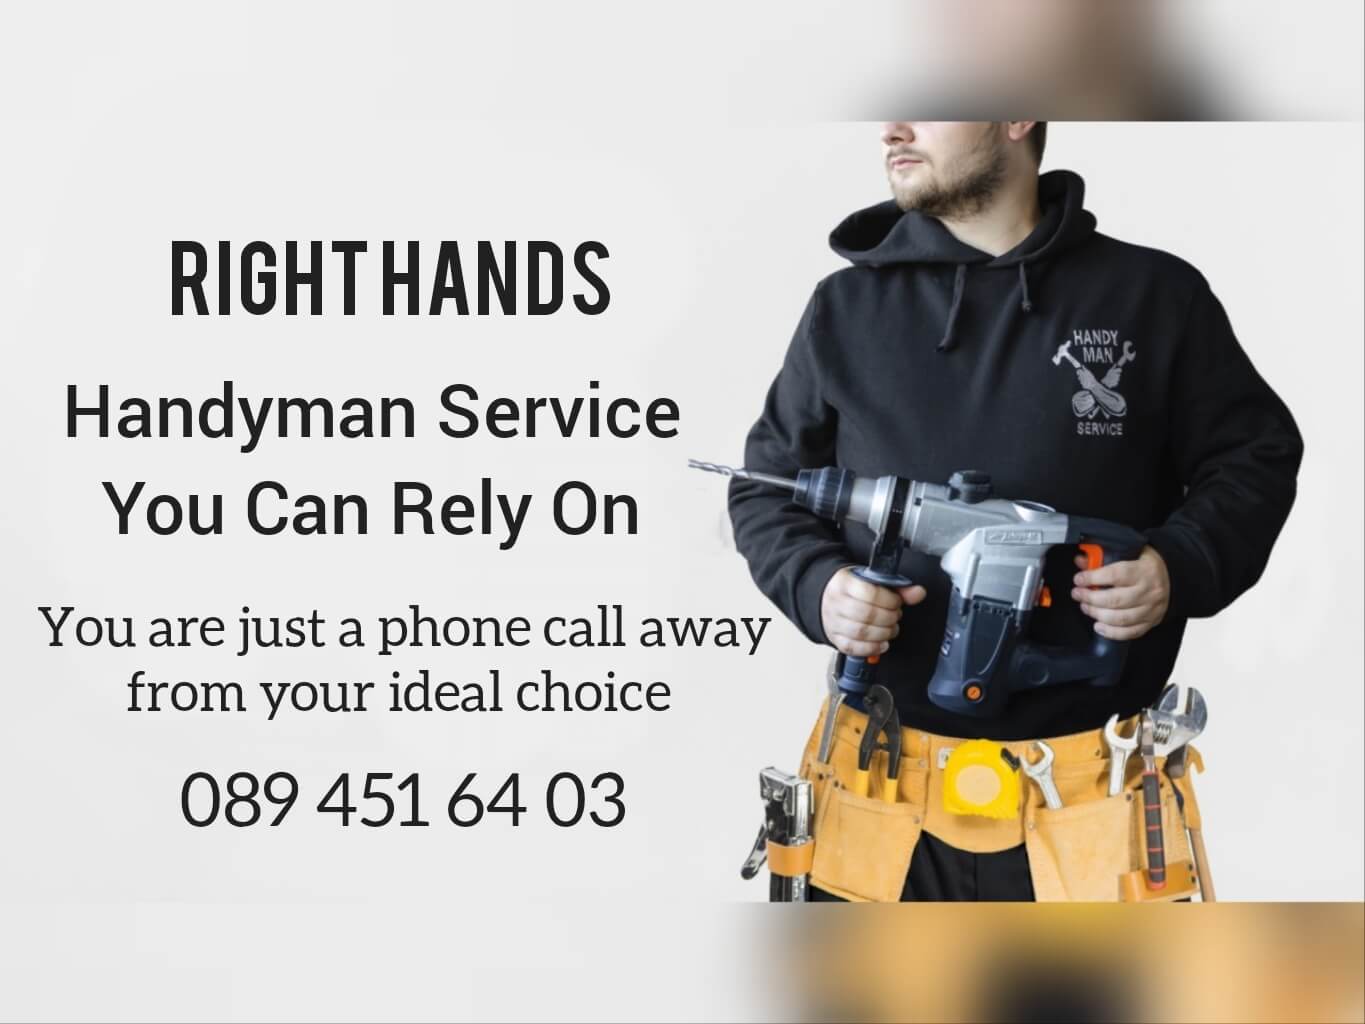 RIGHT HANDS
Handyman Service
You Can Rely On
You are just a phone call away
from your ideal choice
089 451 64 03
HANDY
MAN
SERVICE